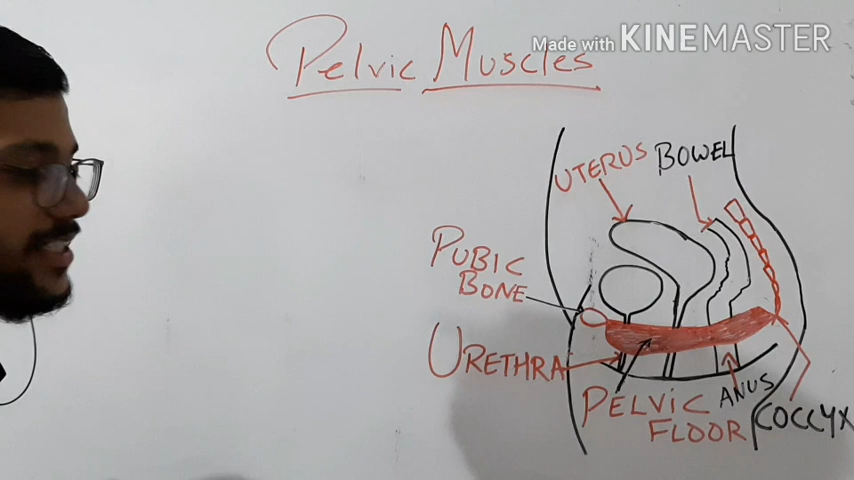 Pelvic Muscles
Made with KINEMASTER
UTERUS
BOWEL
PUBIC
BONE
URETHRA
PELVIC
FLOOR
ANUS
COCCYX